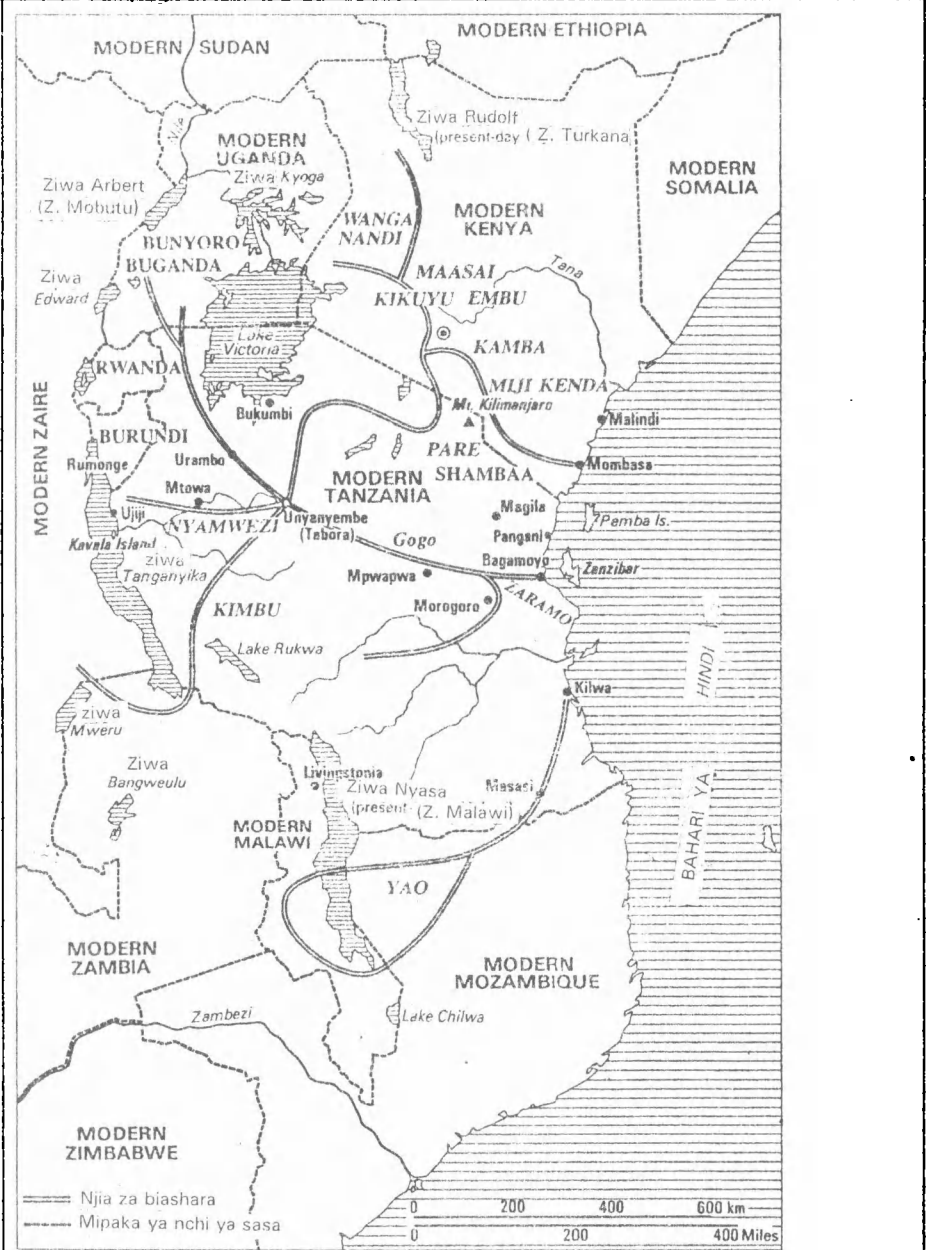 MODERN SUDAN
MODERN ETHIOPIA
Nile
Ziwa Rudolf
(present-day ( Z. Turkana)
MODERN
UGANDA
Ziwa Kyoga
MODERN
SOMALIA
Ziwa Arbert
(Z. Mobutu)
WANGA
NANDI
MODERN
KENYA
BUNYORO
BUGANDA
MAASAI
Tana
Ziwa
Edward
KIKUYU EMBU
Lake
Victoria
KAMBA
RWANDA
MIJI KENDA
Bukumbi
Mt. Kilimanjaro
Malindi
MODERN ZAIRE
BURUNDI
PARE
Rumonge
Urambo
SHAMBAA
Mombasa
MODERN
TANZANIA
Mtowa
Magila
Pamba Is.
Ujiji
NYAMWEZI
Unyanyembe
(Tabora)
Gogo
Pangani
Kavala Island
Bagamoyo
Zanzibar
ziwa
Tanganyika
Mpwapwa
KIMBU
Morogoro
ZARAMO
Lake Rukwa
BAHARI YA HINDI
Kilwa
ziwa
Mweru
Ziwa
Bangweulu
Livingstonia
Ziwa Nyasa
(present- (Z. Malawi)
Masasi
MODERN
MALAWI
YAO
MODERN
ZAMBIA
MODERN
MOZAMBIQUE
Zambezi
Lake Chilwa
MODERN
ZIMBABWE
Njia za biashara
Mipaka ya nchi ya sasa
0 200 400 600 km
0 200 400 Miles